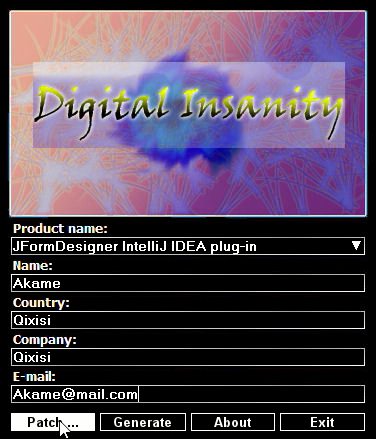 Digital Insanity
Product name:
JFormDesigner IntelliJ IDEA plug-in
Name:
Akame
Country:
Qixisi
Company:
Qixisi
E-mail:
Akame@mail.com
Patch ... Generate About Exit